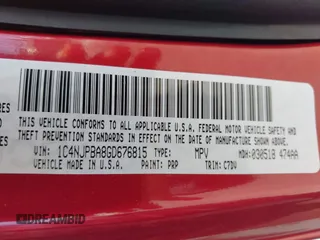 THIS VEHICLE CONFORMS TO ALL APPLICABLE U.S.A. FEDERAL MOTOR VEHICLE SAFETY AND
THEFT PREVENTION STANDARDS IN EFFECT ON THE DATE OF MANUFACTURE SHOWN ABOVE.
VIN: 1C4NJPBA8GD676815 TYPE: MPV MDH: 030518 474AA
VEHICLE MADE IN U.S.A. PAINT: PRP TRIM: C7DV
DREAMBID